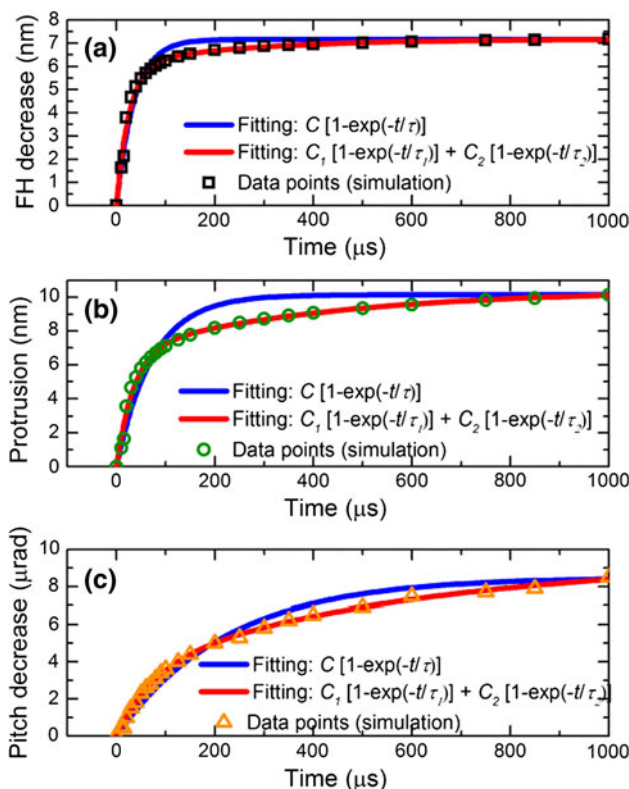 (a)
FH decrease (nm)
8
7
6
5
4
3
2
1
0
Fitting: C [1-exp(-t/τ)]
Fitting: C₁ [1-exp(-t/τ₁)] + C₂ [1-exp(-t/τ₂)]
Data points (simulation)
0 200 400 600 800 1000
Time (μs)
(b)
Protrusion (nm)
10
8
6
4
2
0
Fitting: C [1-exp(-t/τ)]
Fitting: C₁ [1-exp(-t/τ₁)] + C₂ [1-exp(-t/τ₂)]
Data points (simulation)
0 200 400 600 800 1000
Time (μs)
(c)
Pitch decrease (μrad)
10
8
6
4
2
0
Fitting: C [1-exp(-t/τ)]
Fitting: C₁ [1-exp(-t/τ₁)] + C₂ [1-exp(-t/τ₂)]
Data points (simulation)
0 200 400 600 800 1000
Time (μs)